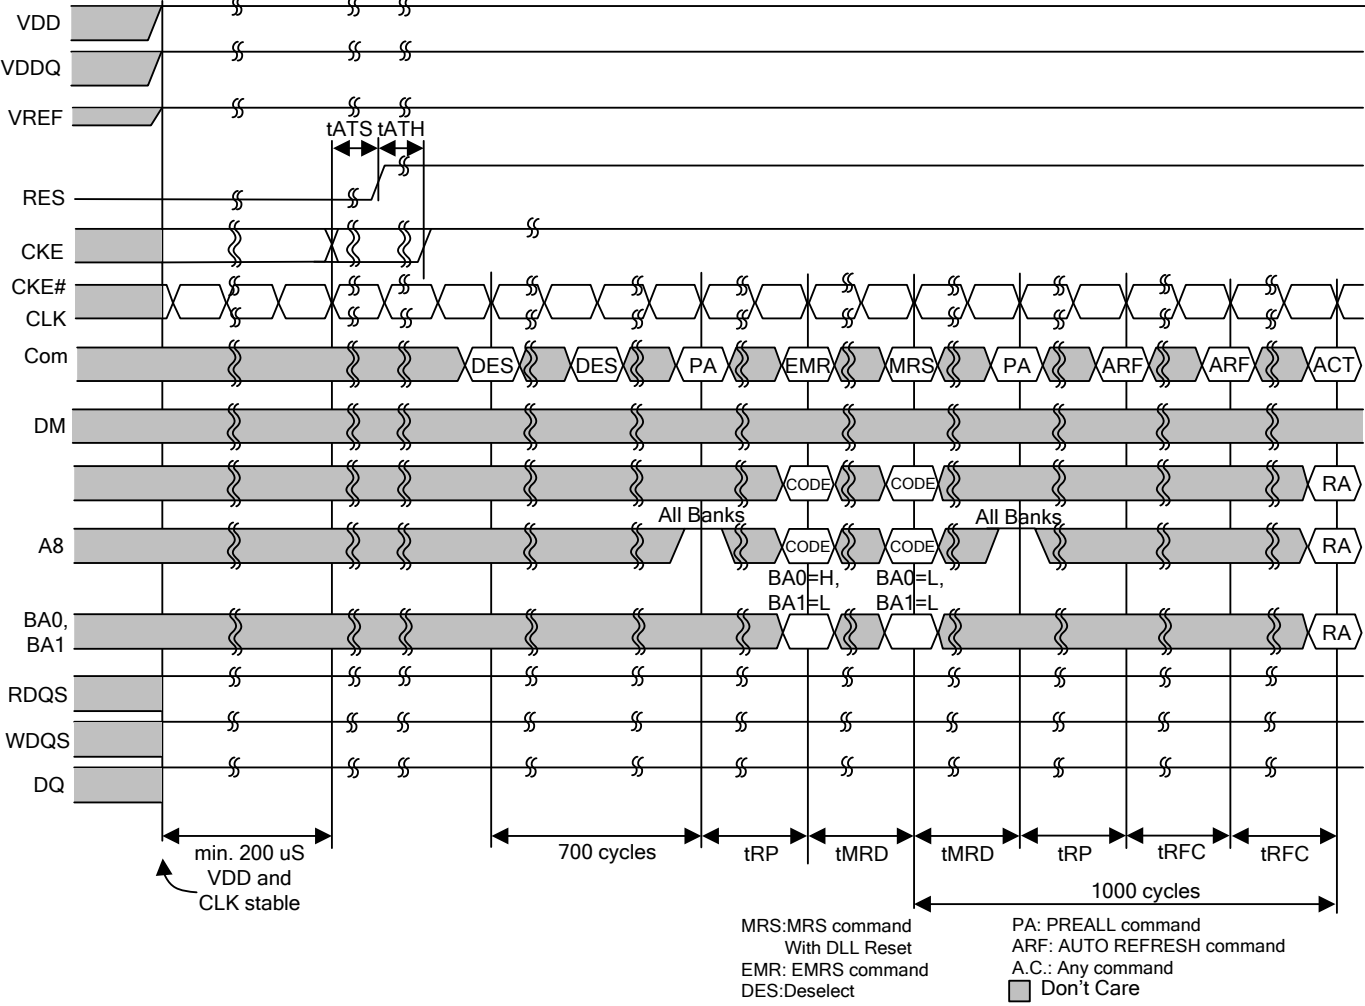 VDD
VDDQ
VREF
tATS tATH
RES
CKE
CKE#
CLK
Com DES DES PA EMR MRS PA ARF ARF ACT
DM
CODE CODE RA
All Banks All Banks
A8 CODE CODE RA
BA0=H, BA0=L,
BA1=L BA1=L
BA0,
BA1 RA
RDQS
WDQS
DQ
min. 200 uS 700 cycles tRP tMRD tMRD tRP tRFC tRFC
VDD and
CLK stable
1000 cycles
MRS:MRS command
With DLL Reset
EMR: EMRS command
DES:Deselect
PA: PREALL command
ARF: AUTO REFRESH command
A.C.: Any command
Don't Care